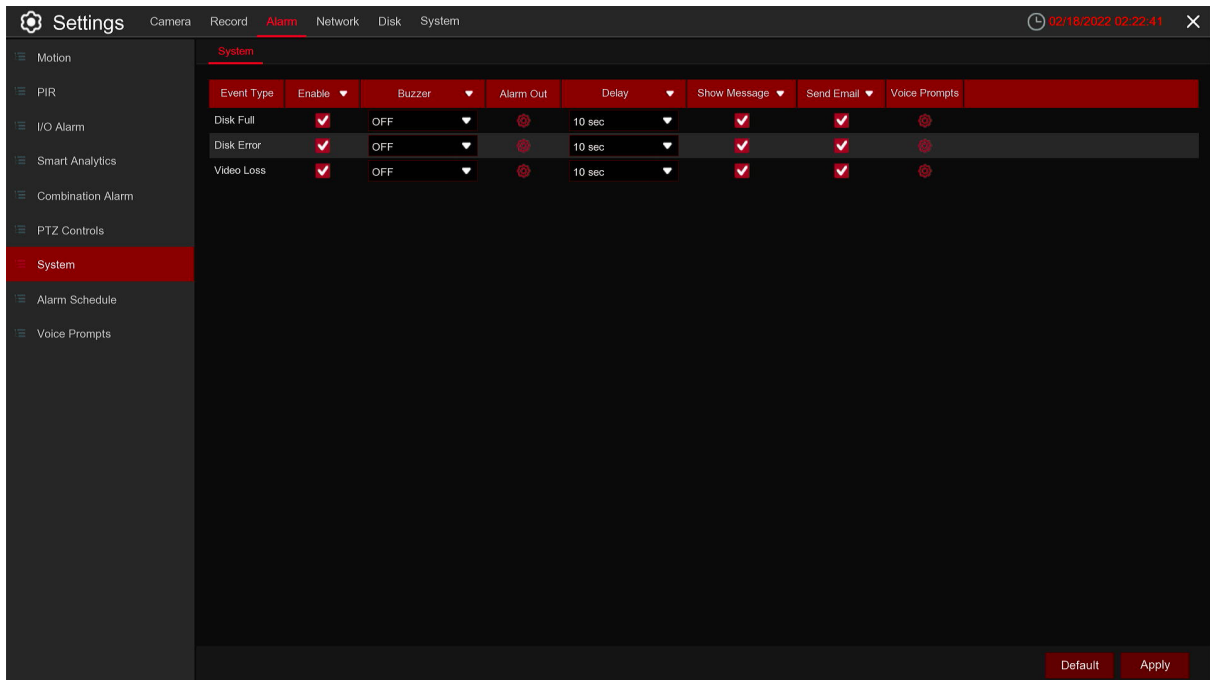 Settings Camera Record Alarm Network Disk System 02/18/2022 02:22:41
Motion
PIR
I/O Alarm
Smart Analytics
Combination Alarm
PTZ Controls
System
Alarm Schedule
Voice Prompts
System
Event Type Enable Buzzer Alarm Out Delay Show Message Send Email Voice Prompts
Disk Full OFF 10 sec
Disk Error OFF 10 sec
Video Loss OFF 10 sec
Default Apply